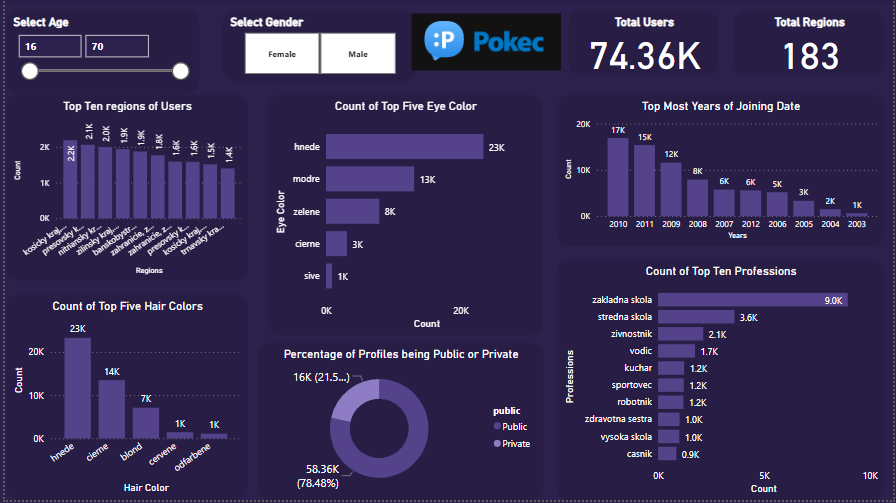 Select Age
16
70
Select Gender
Female
Male
:P Pokec
Total Users
74.36K
Total Regions
183
Top Ten regions of Users
Count
2K
1K
0K
2.2K
2.1K
2.0K
1.9K
1.9K
1.8K
1.6K
1.6K
1.5K
1.4K
kosicky kraj,...
presovsky k...
nitriansky kr...
zilinsky kraj,...
banskobystr...
zahranicie, z...
zahranicie, z...
presovsky k...
kosicky kraj,...
trnavsky kra...
Regions
Count of Top Five Eye Color
Eye Color
hnede
23K
modre
13K
zelene
8K
cierne
3K
sive
1K
0K
20K
Count
Top Most Years of Joining Date
Count
20K
10K
0K
17K
15K
12K
8K
6K
6K
5K
3K
2K
1K
2010
2011
2009
2008
2007
2012
2006
2005
2004
2003
Years
Count of Top Five Hair Colors
Count
20K
10K
0K
23K
14K
7K
1K
1K
hnede
cierne
blond
cervene
odfarbene
Hair Color
Percentage of Profiles being Public or Private
16K (21.5...)
58.36K
(78.48%)
public
Public
Private
Count of Top Ten Professions
Professions
zakladna skola
9.0K
stredna skola
3.6K
zivnostnik
2.1K
vodic
1.7K
kuchar
1.2K
sportovec
1.2K
robotnik
1.2K
zdravotna sestra
1.0K
vysoka skola
1.0K
casnik
0.9K
0K
5K
10K
Count